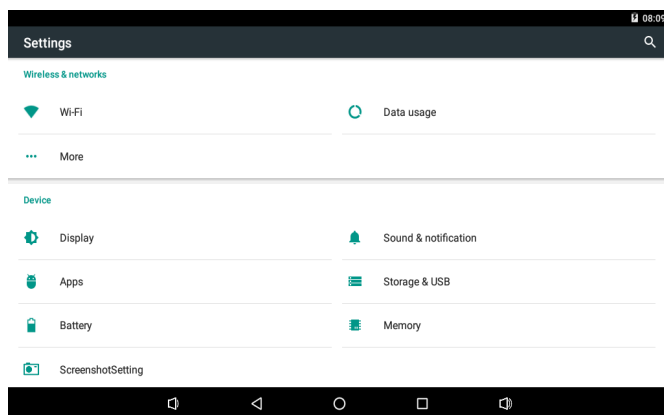 08:09
Settings
Wireless & networks
Wi-Fi
Data usage
More
Device
Display
Sound & notification
Apps
Storage & USB
Battery
Memory
ScreenshotSetting